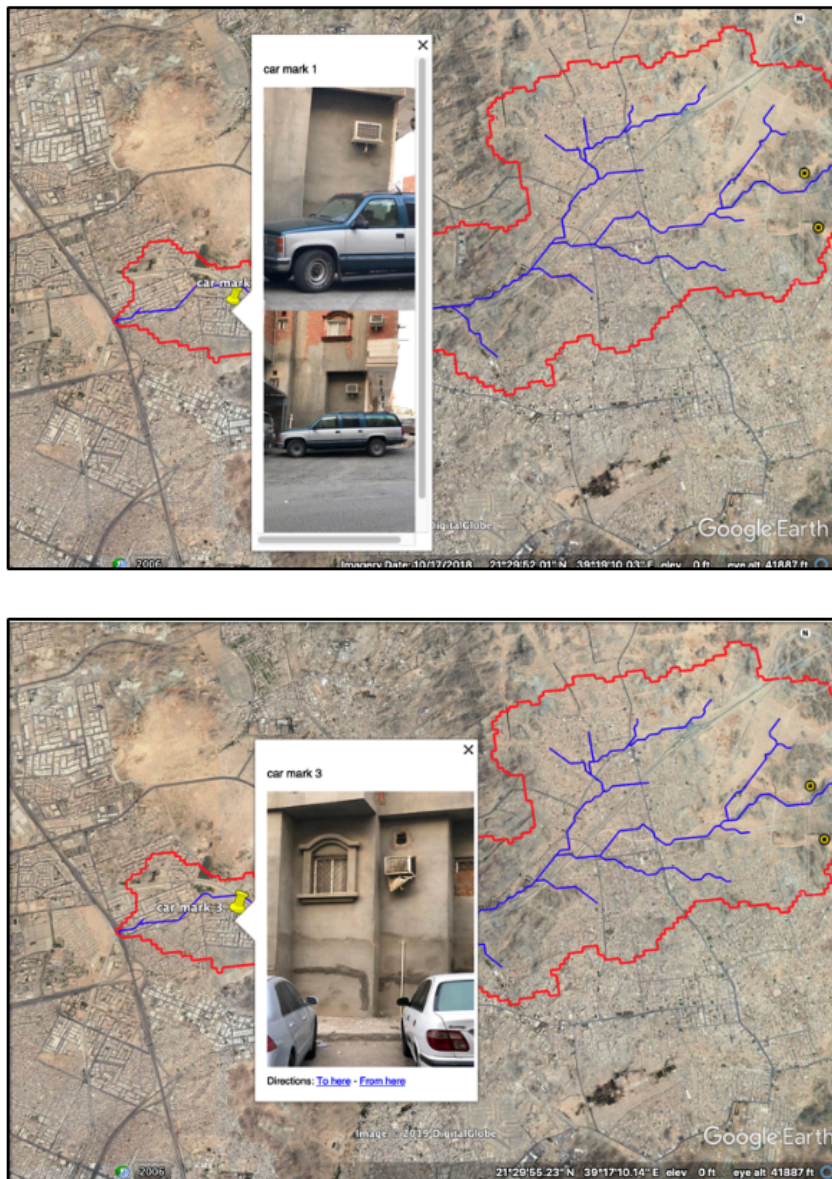 N
car mark 1
car mark
DigitalGlobe
Google Earth
2006
Imagery Date: 10/17/2018 21°29'52.01" N 39°19'10.03" E elev 0 ft eye alt 41887 ft
N
car mark 3
car mark 3
Directions: To here - From here
Image © 2019 DigitalGlobe
Google Earth
2006
21°29'55.23" N 39°17'10.14" E elev 0 ft eye alt 41887 ft